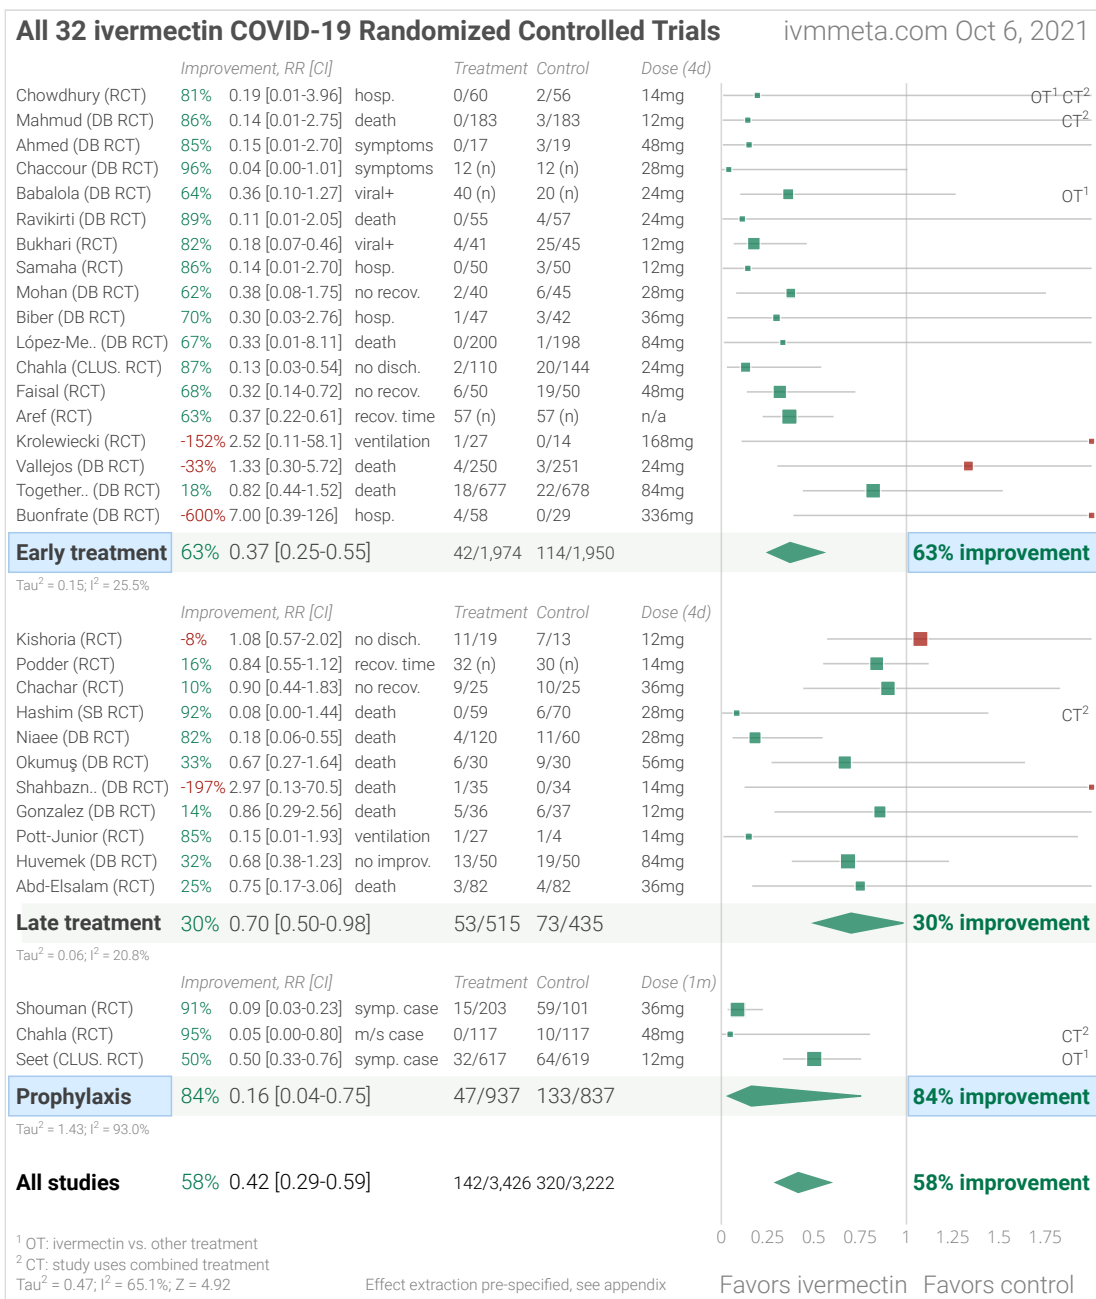 All 32 ivermectin COVID-19 Randomized Controlled Trials ivmmeta.com Oct 6, 2021
Improvement, RR [CI] Treatment Control Dose (4d)
Chowdhury (RCT) 81% 0.19 [0.01-3.96] hosp. 0/60 2/56 14mg OT¹ CT²
Mahmud (DB RCT) 86% 0.14 [0.01-2.75] death 0/183 3/183 12mg CT²
Ahmed (DB RCT) 85% 0.15 [0.01-2.70] symptoms 0/17 3/19 48mg
Chaccour (DB RCT) 96% 0.04 [0.00-1.01] symptoms 12 (n) 12 (n) 28mg
Babalola (DB RCT) 64% 0.36 [0.10-1.27] viral+ 40 (n) 20 (n) 24mg OT¹
Ravikirti (DB RCT) 89% 0.11 [0.01-2.05] death 0/55 4/57 24mg
Bukhari (RCT) 82% 0.18 [0.07-0.46] viral+ 4/41 25/45 12mg
Samaha (RCT) 86% 0.14 [0.01-2.70] hosp. 0/50 3/50 12mg
Mohan (DB RCT) 62% 0.38 [0.08-1.75] no recov. 2/40 6/45 28mg
Biber (DB RCT) 70% 0.30 [0.03-2.76] hosp. 1/47 3/42 36mg
López-Me.. (DB RCT) 67% 0.33 [0.01-8.11] death 0/200 1/198 84mg
Chahla (CLUS. RCT) 87% 0.13 [0.03-0.54] no disch. 2/110 20/144 24mg
Faisal (RCT) 68% 0.32 [0.14-0.72] no recov. 6/50 19/50 48mg
Aref (RCT) 63% 0.37 [0.22-0.61] recov. time 57 (n) 57 (n) n/a
Krolewiecki (RCT) -152% 2.52 [0.11-58.1] ventilation 1/27 0/14 168mg
Vallejos (DB RCT) -33% 1.33 [0.30-5.72] death 4/250 3/251 24mg
Together.. (DB RCT) 18% 0.82 [0.44-1.52] death 18/677 22/678 84mg
Buonfrate (DB RCT) -600% 7.00 [0.39-126] hosp. 4/58 0/29 336mg
Early treatment 63% 0.37 [0.25-0.55] 42/1,974 114/1,950 63% improvement
Tau² = 0.15; I² = 25.5%
Improvement, RR [CI] Treatment Control Dose (4d)
Kishoria (RCT) -8% 1.08 [0.57-2.02] no disch. 11/19 7/13 12mg
Podder (RCT) 16% 0.84 [0.55-1.12] recov. time 32 (n) 30 (n) 14mg
Chachar (RCT) 10% 0.90 [0.44-1.83] no recov. 9/25 10/25 36mg
Hashim (SB RCT) 92% 0.08 [0.00-1.44] death 0/59 6/70 28mg CT²
Niaee (DB RCT) 82% 0.18 [0.06-0.55] death 4/120 11/60 28mg
Okumuş (DB RCT) 33% 0.67 [0.27-1.64] death 6/30 9/30 56mg
Shahbazn.. (DB RCT) -197% 2.97 [0.13-70.5] death 1/35 0/34 14mg
Gonzalez (DB RCT) 14% 0.86 [0.29-2.56] death 5/36 6/37 12mg
Pott-Junior (RCT) 85% 0.15 [0.01-1.93] ventilation 1/27 1/4 14mg
Huvemek (DB RCT) 32% 0.68 [0.38-1.23] no improv. 13/50 19/50 84mg
Abd-Elsalam (RCT) 25% 0.75 [0.17-3.06] death 3/82 4/82 36mg
Late treatment 30% 0.70 [0.50-0.98] 53/515 73/435 30% improvement
Tau² = 0.06; I² = 20.8%
Improvement, RR [CI] Treatment Control Dose (1m)
Shouman (RCT) 91% 0.09 [0.03-0.23] symp. case 15/203 59/101 36mg
Chahla (RCT) 95% 0.05 [0.00-0.80] m/s case 0/117 10/117 48mg CT²
Seet (CLUS. RCT) 50% 0.50 [0.33-0.76] symp. case 32/617 64/619 12mg OT¹
Prophylaxis 84% 0.16 [0.04-0.75] 47/937 133/837 84% improvement
Tau² = 1.43; I² = 93.0%
All studies 58% 0.42 [0.29-0.59] 142/3,426 320/3,222 58% improvement
0 0.25 0.5 0.75 1 1.25 1.5 1.75
¹ OT: ivermectin vs. other treatment
² CT: study uses combined treatment
Tau² = 0.47; I² = 65.1%; Z = 4.92 Effect extraction pre-specified, see appendix Favors ivermectin Favors control